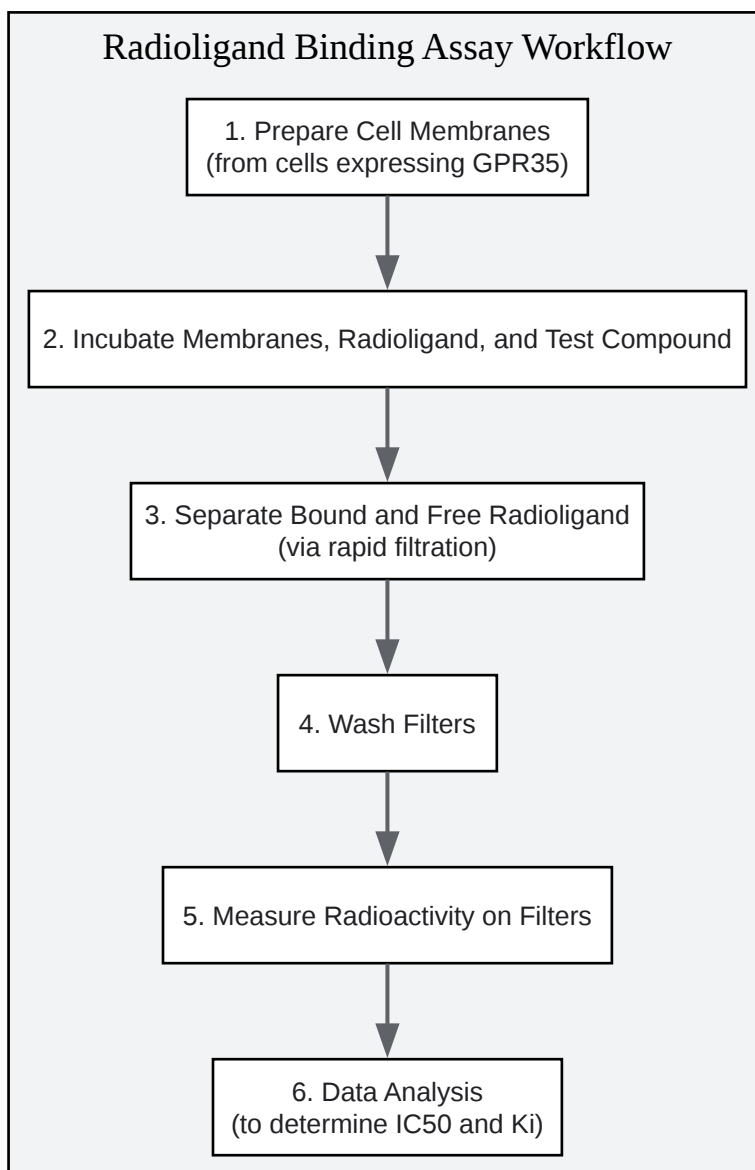 Radioligand Binding Assay Workflow
1. Prepare Cell Membranes
(from cells expressing GPR35)
2. Incubate Membranes, Radioligand, and Test Compound
3. Separate Bound and Free Radioligand
(via rapid filtration)
4. Wash Filters
5. Measure Radioactivity on Filters
6. Data Analysis
(to determine IC50 and Ki)